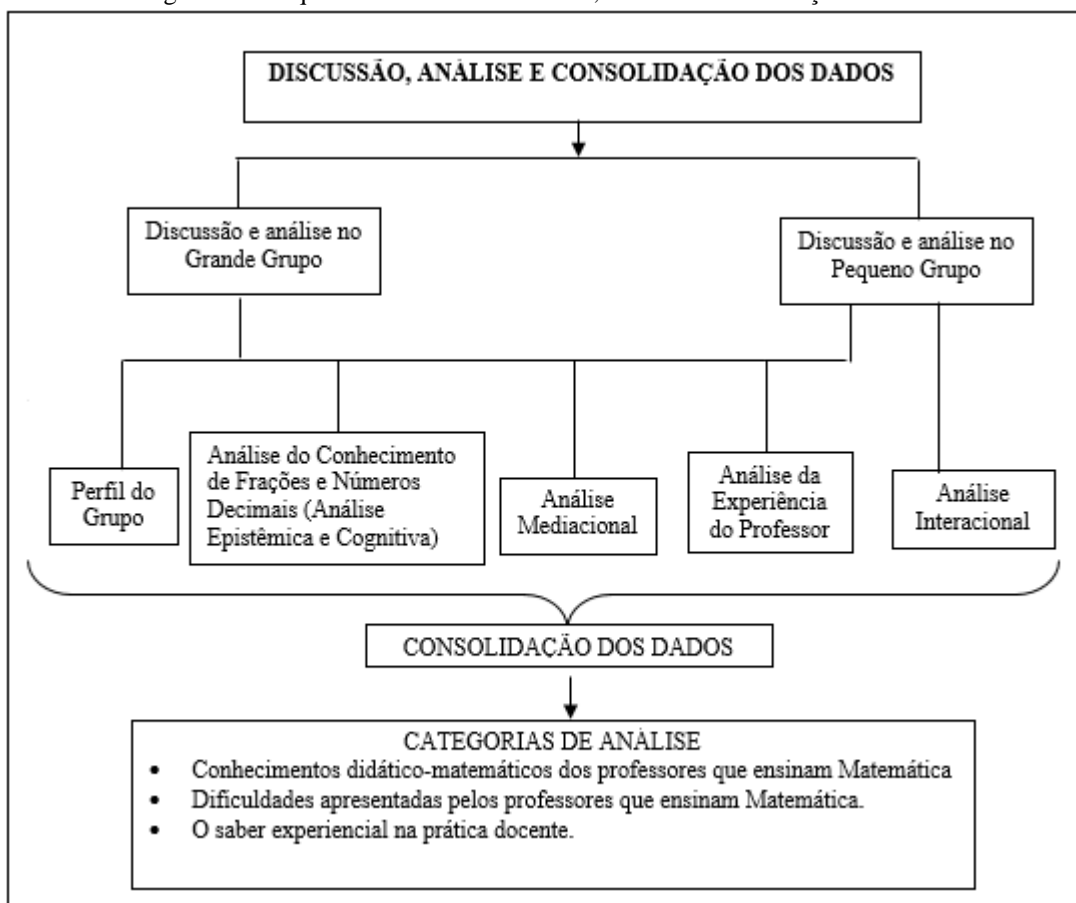 DISCUSSÃO, ANÁLISE E CONSOLIDAÇÃO DOS DADOS
Discussão e análise no
Grande Grupo
Discussão e análise no
Pequeno Grupo
Perfil do
Grupo
Análise do Conhecimento
de Frações e Números
Decimais (Análise
Epistêmica e Cognitiva)
Análise
Mediacional
Análise da
Experiência
do Professor
Análise
Interacional
CONSOLIDAÇÃO DOS DADOS
CATEGORIAS DE ANÁLISE
• Conhecimentos didático-matemáticos dos professores que ensinam Matemática
• Dificuldades apresentadas pelos professores que ensinam Matemática.
• O saber experiencial na prática docente.